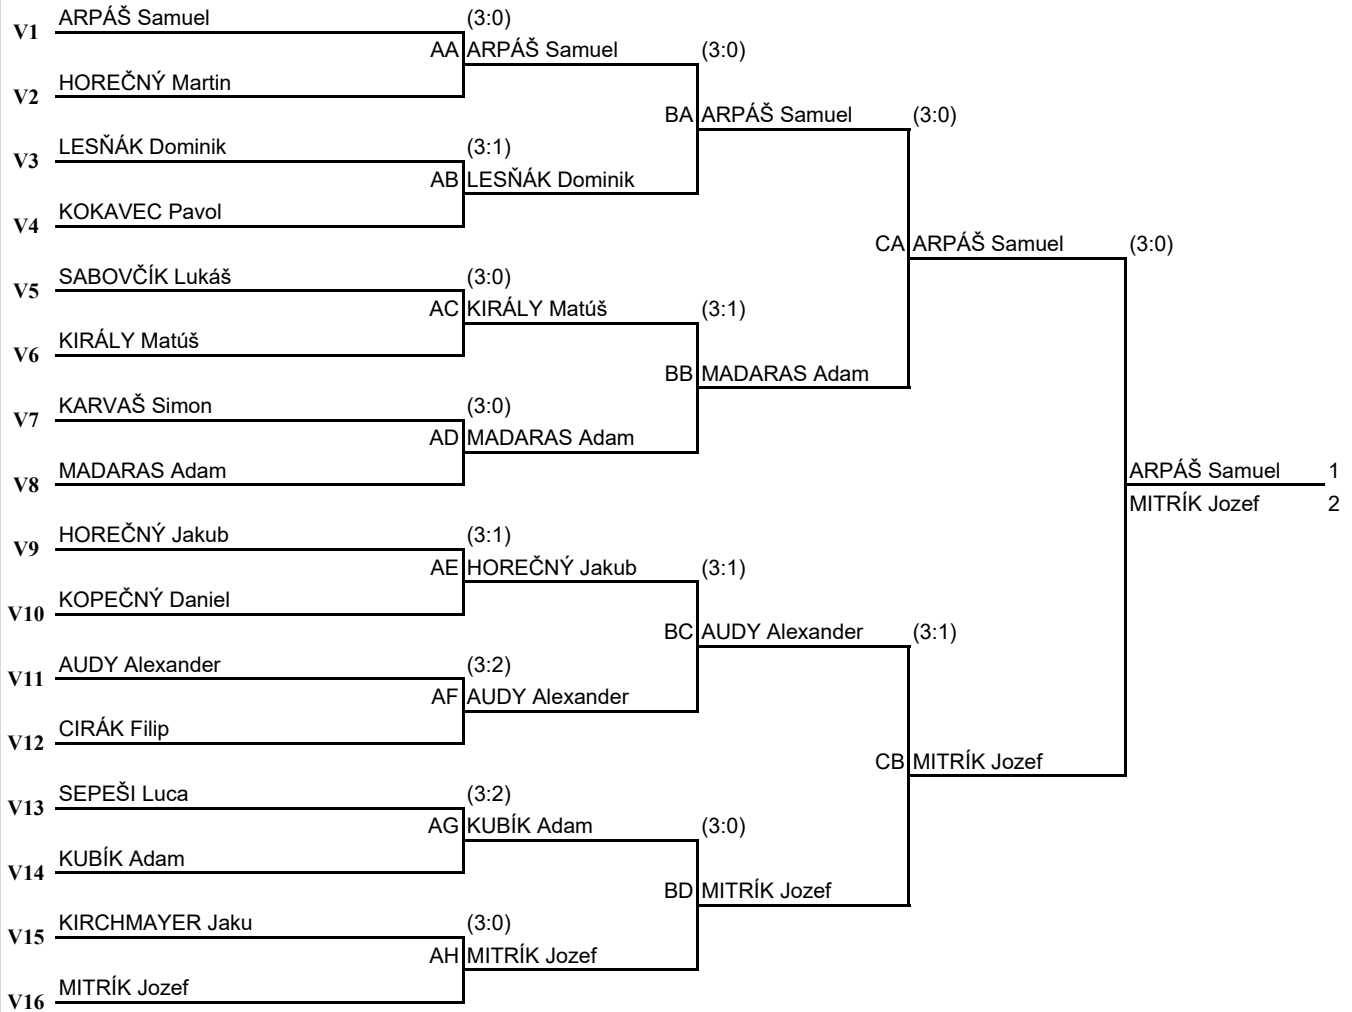 ARPÁŠ Samuel (3:0)
V1
AA ARPÁŠ Samuel (3:0)
HOREČNÝ Martin
V2
BA ARPÁŠ Samuel (3:0)
LESŇÁK Dominik (3:1)
V3
AB LESŇÁK Dominik
KOKAVEC Pavol
V4
CA ARPÁŠ Samuel (3:0)
SABOVČÍK Lukáš (3:0)
V5
AC KIRÁLY Matúš (3:1)
KIRÁLY Matúš
V6
BB MADARAS Adam
KARVAŠ Simon (3:0)
V7
AD MADARAS Adam
MADARAS Adam
V8
ARPÁŠ Samuel 1
MITRÍK Jozef 2
HOREČNÝ Jakub (3:1)
V9
AE HOREČNÝ Jakub (3:1)
KOPEČNÝ Daniel
V10
BC AUDY Alexander (3:1)
AUDY Alexander (3:2)
V11
AF AUDY Alexander
CIRÁK Filip
V12
CB MITRÍK Jozef
SEPEŠI Luca (3:2)
V13
AG KUBÍK Adam (3:0)
KUBÍK Adam
V14
BD MITRÍK Jozef
KIRCHMAYER Jaku (3:0)
V15
AH MITRÍK Jozef
MITRÍK Jozef
V16